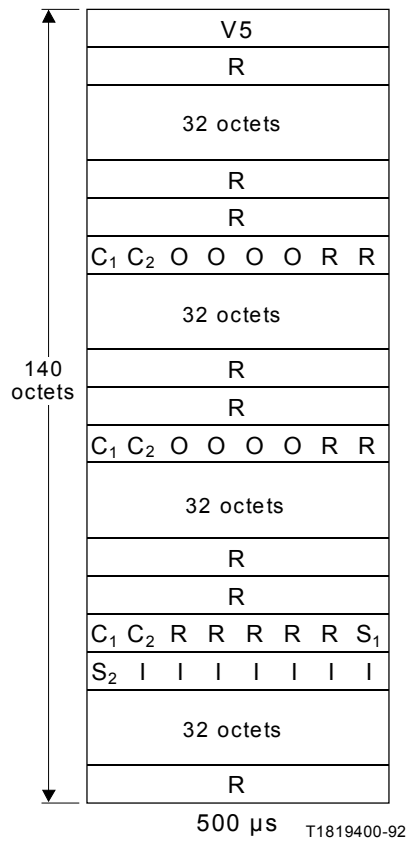 V5
R
32 octets
R
R
C₁ C₂ O O O O R R
32 octets
140
octets
R
R
C₁ C₂ O O O O R R
32 octets
R
R
C₁ C₂ R R R R R S₁
S₂ I I I I I I I
32 octets
R
500 µs
T1819400-92